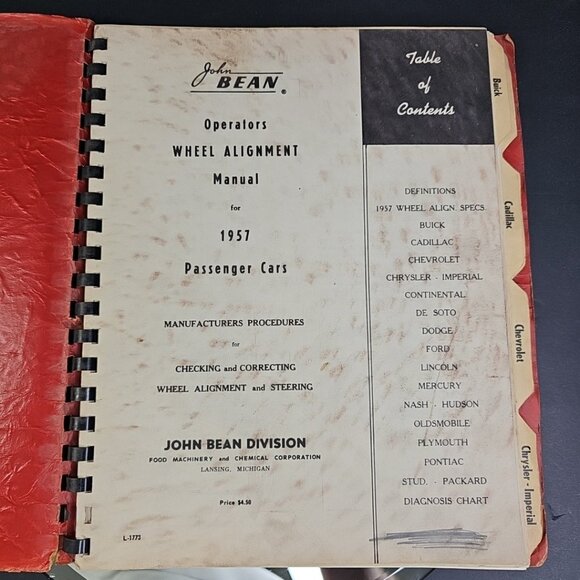 John
BEAN ®
Operators
WHEEL ALIGNMENT
Manual
for
1957
Passenger Cars
MANUFACTURERS PROCEDURES
for
CHECKING and CORRECTING
WHEEL ALIGNMENT and STEERING
JOHN BEAN DIVISION
FOOD MACHINERY and CHEMICAL CORPORATION
LANSING, MICHIGAN
Price $4.50
L-1773
Table
of
Contents
DEFINITIONS
1957 WHEEL ALIGN SPECS.
BUICK
CADILLAC
CHEVROLET
CHRYSLER - IMPERIAL
CONTINENTAL
DE SOTO
DODGE
FORD
LINCOLN
MERCURY
NASH - HUDSON
OLDSMOBILE
PLYMOUTH
PONTIAC
STUD. - PACKARD
DIAGNOSIS CHART
Buick
Cadillac
Chevrolet
Chrysler - Imperial